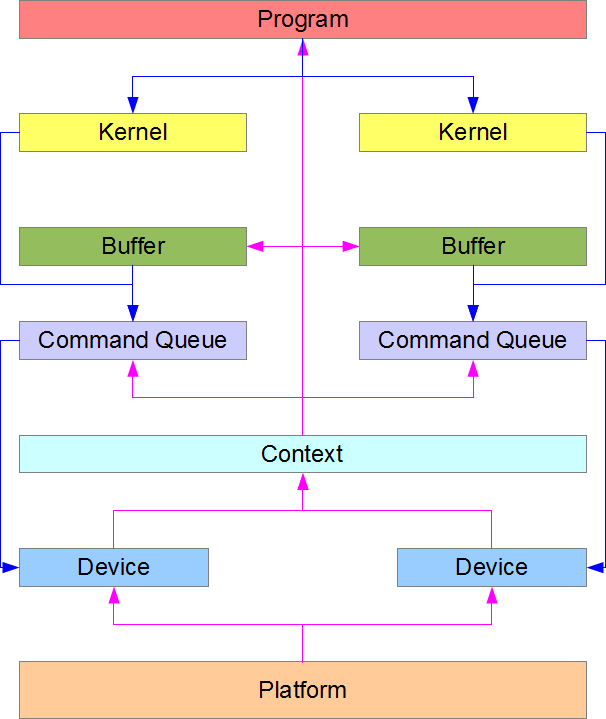 Program
Kernel
Kernel
Buffer
Buffer
Command Queue
Command Queue
Context
Device
Device
Platform